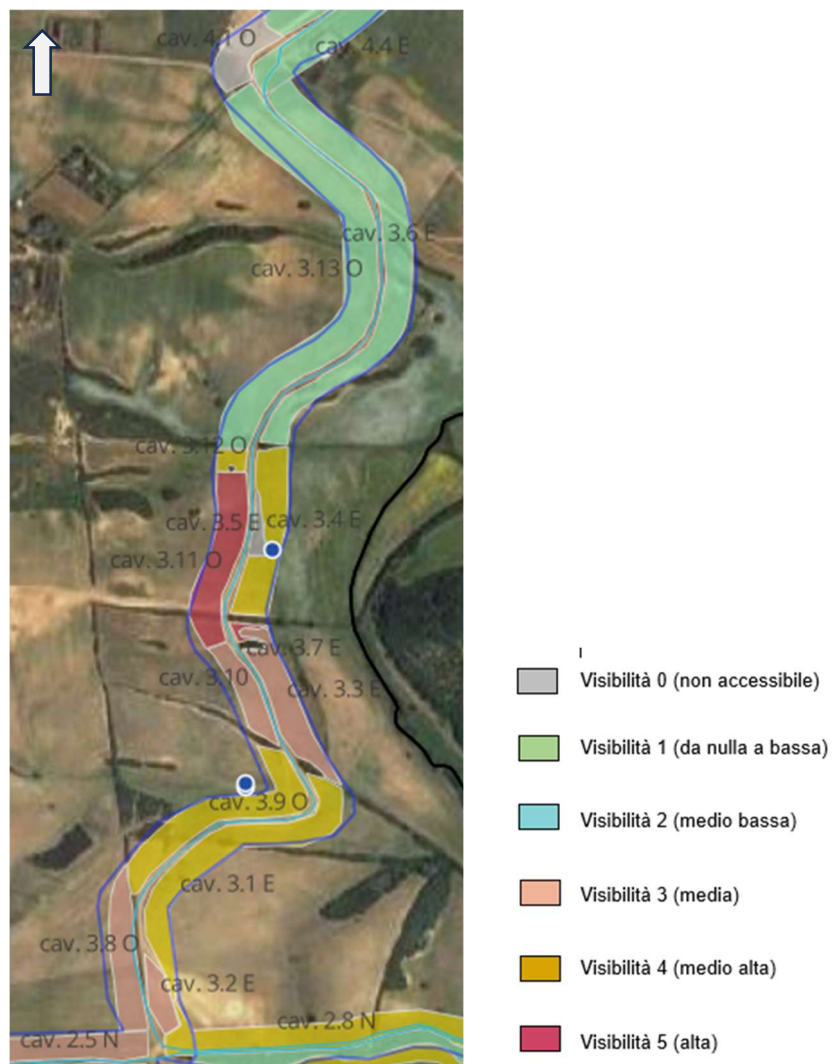 cav. 4.1 O
cav. 4.4 E
cav. 3.6 E
cav. 3.13 O
cav. 3.12 O
cav. 3.5 E
cav. 3.4 E
cav. 3.11 O
cav. 3.7 E
cav. 3.10
cav. 3.3 E
cav. 3.9 O
cav. 3.1 E
cav. 3.8 O
cav. 3.2 E
cav. 2.8 N
cav. 2.5 N
Visibilità 0 (non accessibile)
Visibilità 1 (da nulla a bassa)
Visibilità 2 (medio bassa)
Visibilità 3 (media)
Visibilità 4 (medio alta)
Visibilità 5 (alta)